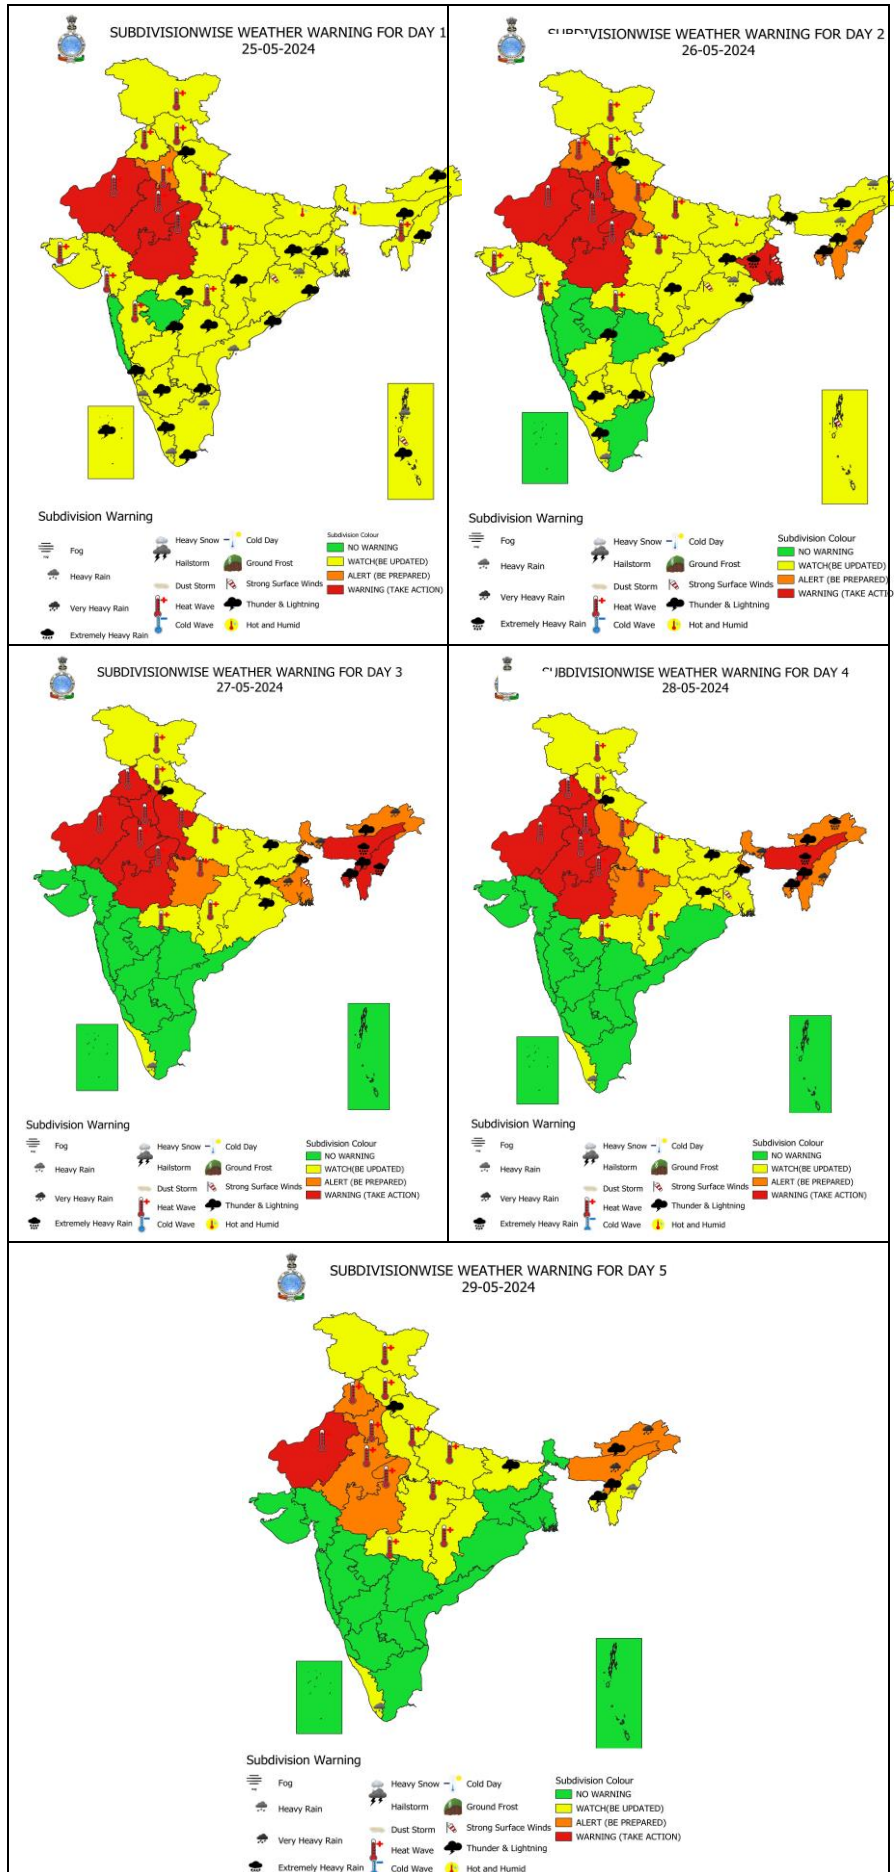 SUBDIVISIONWISE WEATHER WARNING FOR DAY 1
25-05-2024
Subdivision Warning
Fog
Heavy Rain
Very Heavy Rain
Extremely Heavy Rain
Heavy Snow
Hailstorm
Dust Storm
Heat Wave
Cold Wave
Cold Day
Ground Frost
Strong Surface Winds
Thunder & Lightning
Hot and Humid
Subdivision Colour
NO WARNING
WATCH(BE UPDATED)
ALERT (BE PREPARED)
WARNING (TAKE ACTION)
SUBDIVISIONWISE WEATHER WARNING FOR DAY 2
26-05-2024
Subdivision Warning
Fog
Heavy Rain
Very Heavy Rain
Extremely Heavy Rain
Heavy Snow
Hailstorm
Dust Storm
Heat Wave
Cold Wave
Cold Day
Ground Frost
Strong Surface Winds
Thunder & Lightning
Hot and Humid
Subdivision Colour
NO WARNING
WATCH(BE UPDATED)
ALERT (BE PREPARED)
WARNING (TAKE ACTIO
SUBDIVISIONWISE WEATHER WARNING FOR DAY 3
27-05-2024
Subdivision Warning
Fog
Heavy Rain
Very Heavy Rain
Extremely Heavy Rain
Heavy Snow
Hailstorm
Dust Storm
Heat Wave
Cold Wave
Cold Day
Ground Frost
Strong Surface Winds
Thunder & Lightning
Hot and Humid
Subdivision Colour
NO WARNING
WATCH(BE UPDATED)
ALERT (BE PREPARED)
WARNING (TAKE ACTION)
SUBDIVISIONWISE WEATHER WARNING FOR DAY 4
28-05-2024
Subdivision Warning
Fog
Heavy Rain
Very Heavy Rain
Extremely Heavy Rain
Heavy Snow
Hailstorm
Dust Storm
Heat Wave
Cold Wave
Cold Day
Ground Frost
Strong Surface Winds
Thunder & Lightning
Hot and Humid
Subdivision Colour
NO WARNING
WATCH(BE UPDATED)
ALERT (BE PREPARED)
WARNING (TAKE ACTION)
SUBDIVISIONWISE WEATHER WARNING FOR DAY 5
29-05-2024
Subdivision Warning
Fog
Heavy Rain
Very Heavy Rain
Extremely Heavy Rain
Heavy Snow
Hailstorm
Dust Storm
Heat Wave
Cold Wave
Cold Day
Ground Frost
Strong Surface Winds
Thunder & Lightning
Hot and Humid
Subdivision Colour
NO WARNING
WATCH(BE UPDATED)
ALERT (BE PREPARED)
WARNING (TAKE ACTION)